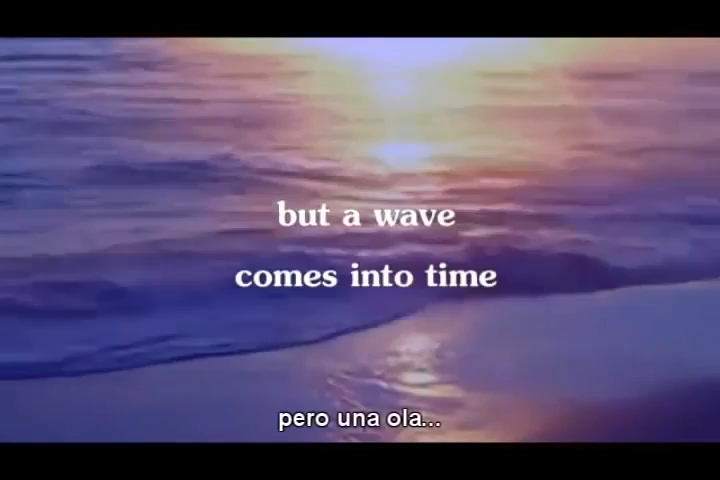 but a wave
comes into time
pero una ola...